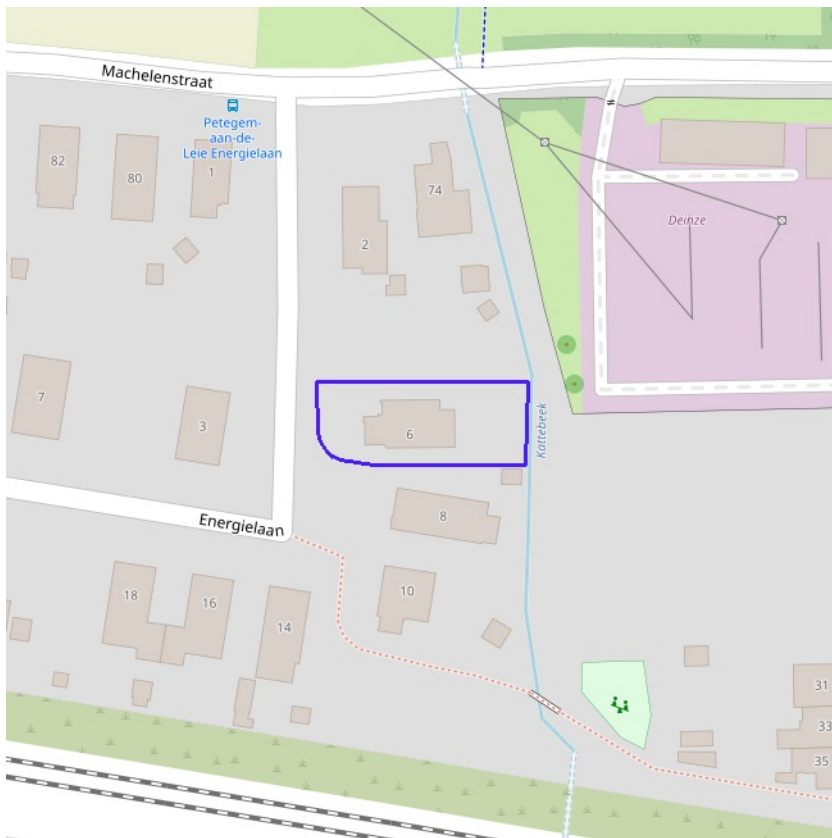 Machelenstraat
Petegem-
aan-de-
Leie Energielaan
82
80
1
74
2
Deinze
7
3
6
Kattebeek
8
Energielaan
18
16
10
14
31
33
35